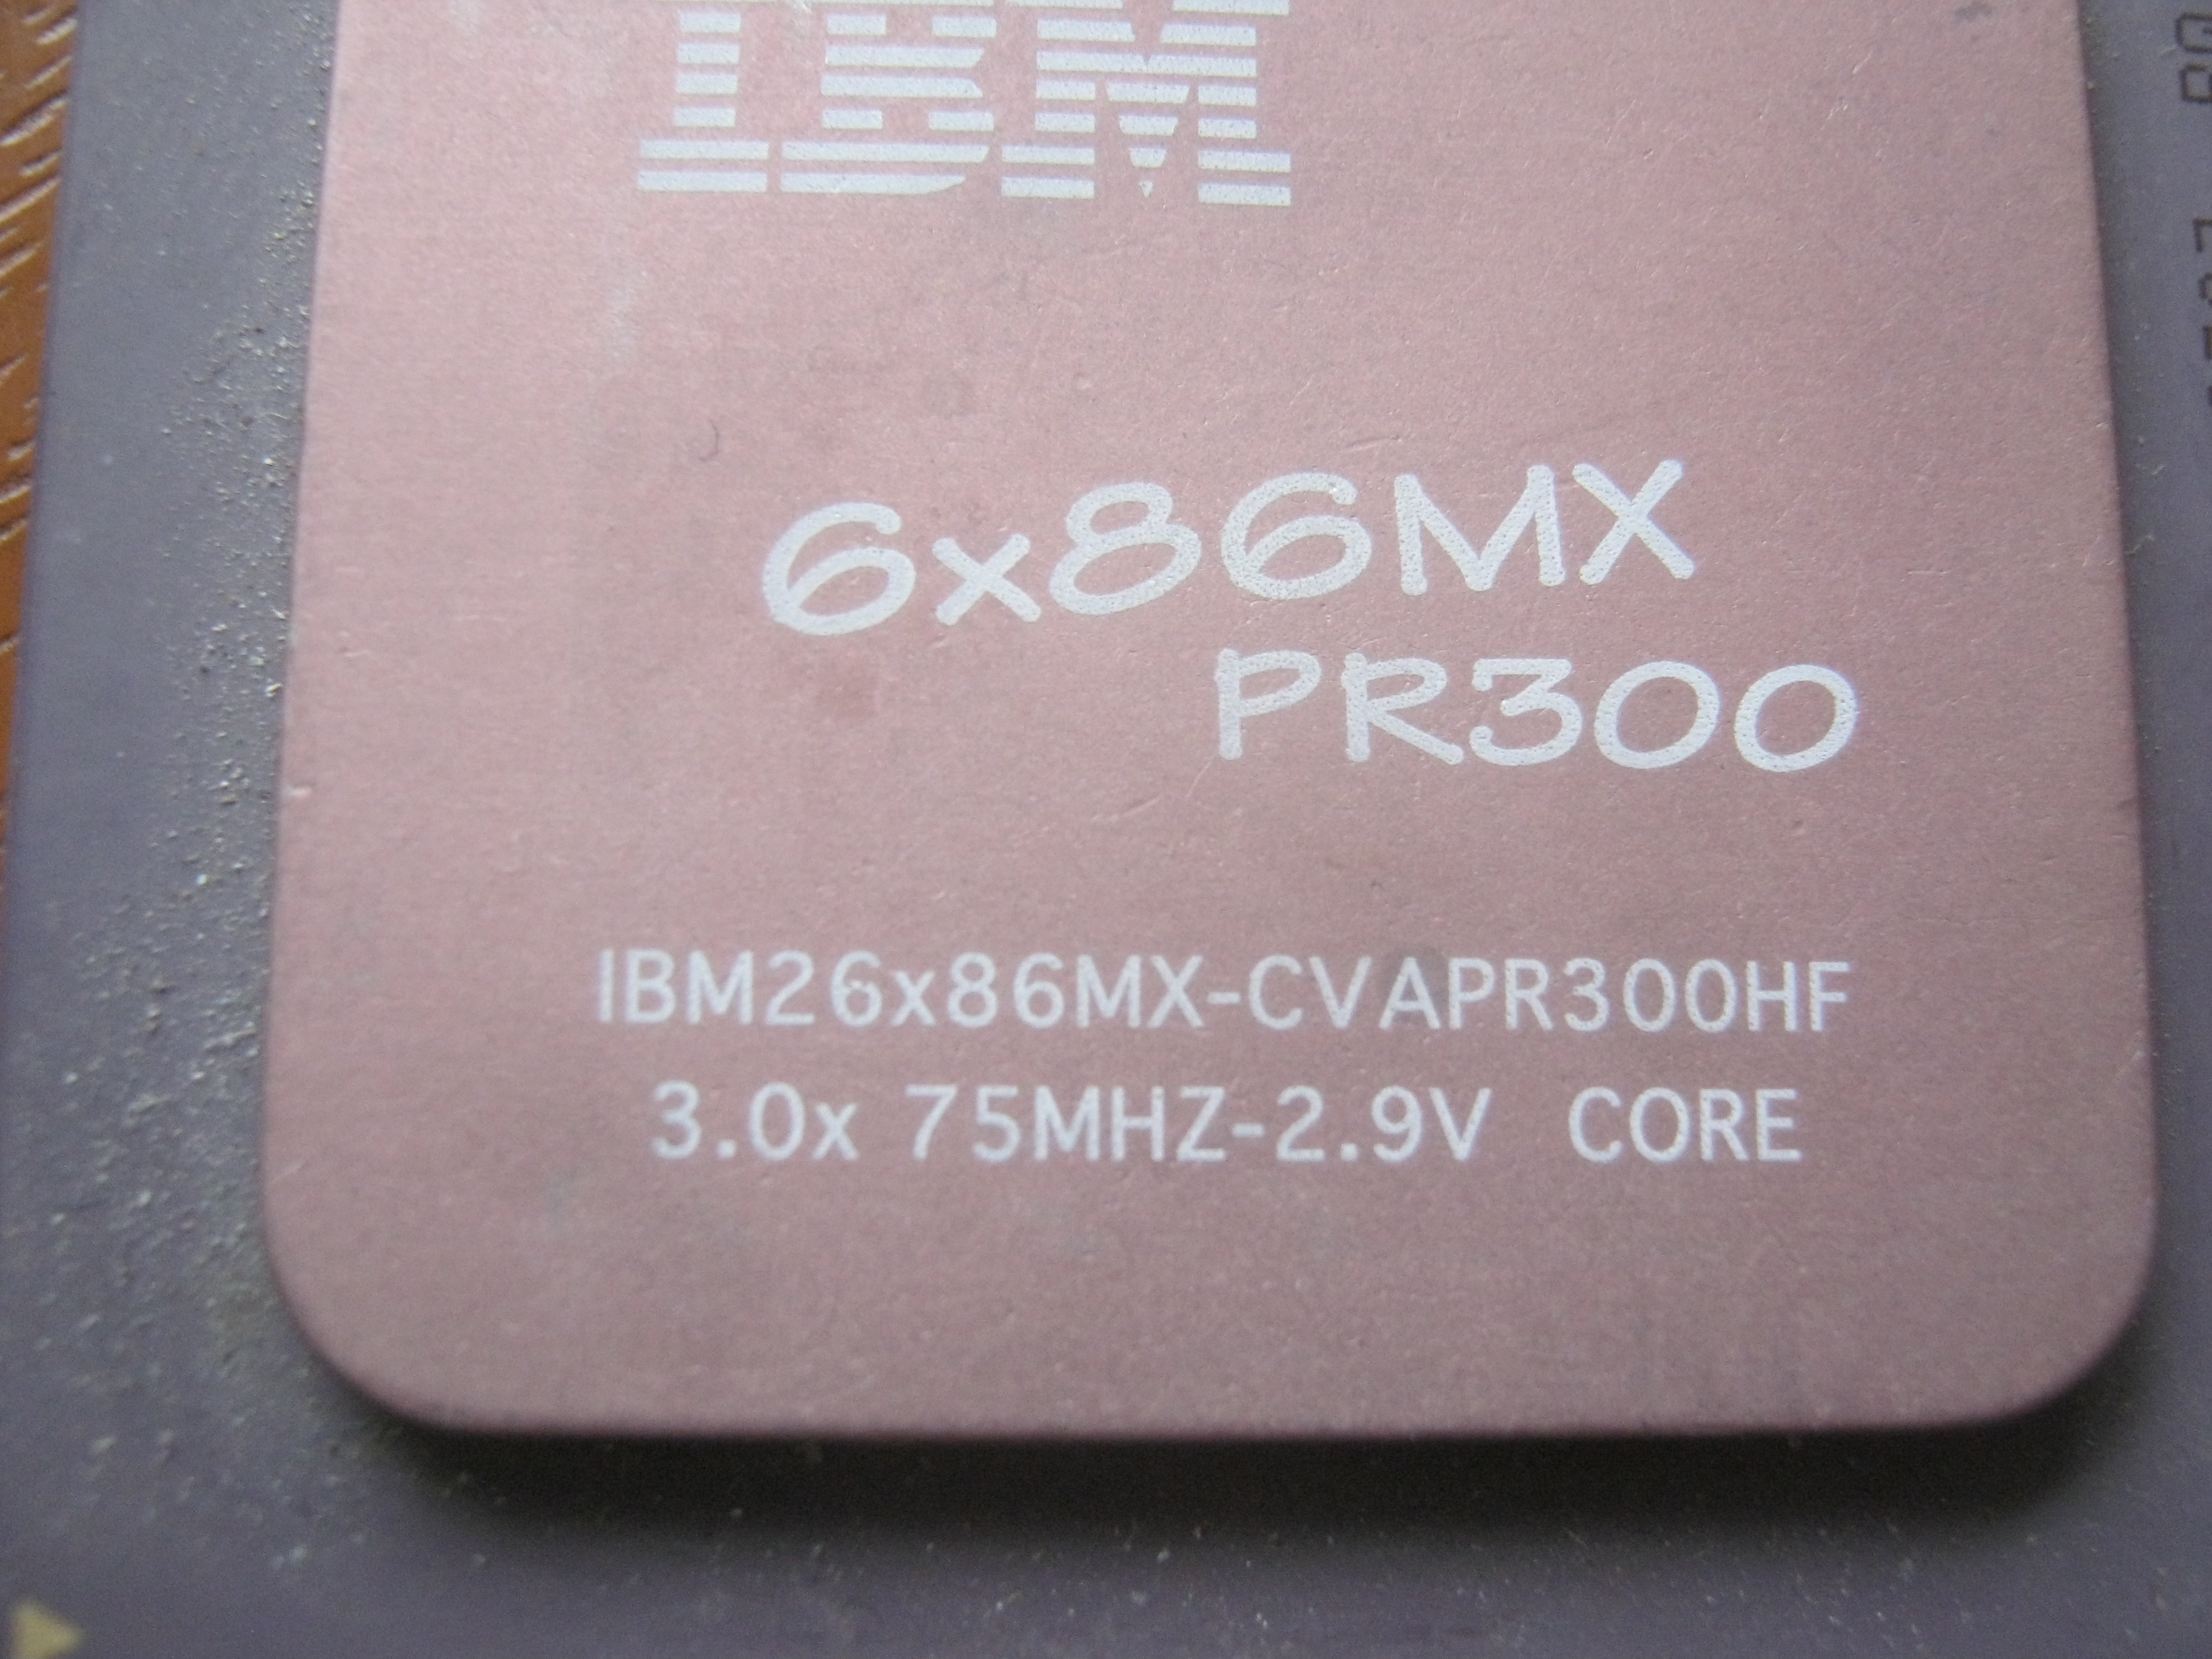 IBM
6x86MX
PR300
IBM26x86MX-CVAPR300HF
3.0x 75MHZ-2.9V CORE